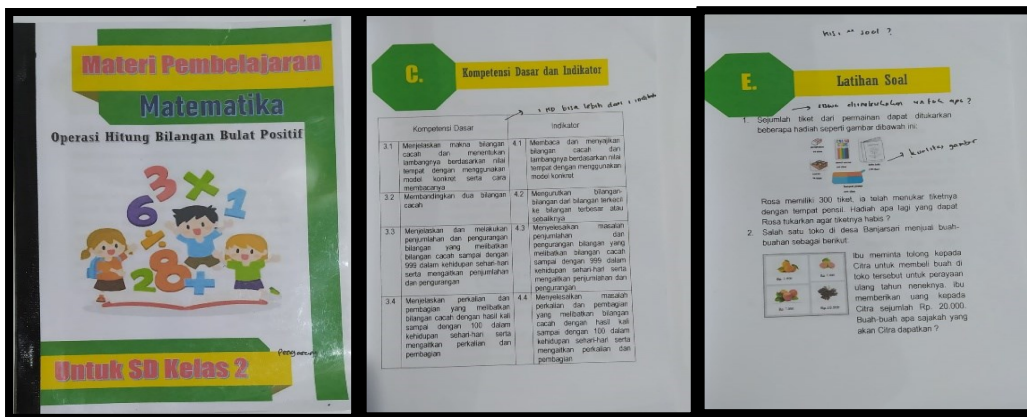 Materi Pembelajaran
Matematika
Operasi Hitung Bilangan Bulat Positif
Untuk SD Kelas 2
C.
Kompetensi Dasar dan Indikator
1 KD bisa lebih dari 1
Kompetensi Dasar
Indikator
3.1 Menjelaskan makna bilangan
cacah dan menentukan
lambangnya berdasarkan nilai
tempat dengan menggunakan
model konkret serta cara
membacanya
4.1 Membaca dan menyajikan
bilangan cacah dan
lambangnya berdasarkan nilai
tempat dengan menggunakan
model konkret
3.2 Membandingkan dua bilangan
cacah
4.2 Mengurutkan bilangan-
bilangan dari bilangan terkecil
ke bilangan terbesar atau
sebaliknya
3.3 Menjelaskan dan melakukan
penjumlahan dan pengurangan
bilangan yang melibatkan
bilangan cacah sampai dengan
999 dalam kehidupan sehari-hari
serta mengaitkan penjumlahan
dan pengurangan
4.3 Menyelesaikan masalah
penjumlahan dan
pengurangan bilangan yang
melibatkan bilangan cacah
sampai dengan 999 dalam
kehidupan sehari-hari serta
mengaitkan penjumlahan dan
pengurangan
3.4 Menjelaskan perkalian dan
pembagian yang melibatkan
bilangan cacah dengan hasil kali
sampai dengan 100 dalam
kehidupan sehari-hari serta
mengaitkan perkalian dan
pembagian
4.4 Menyelesaikan masalah
perkalian dan pembagian
yang melibatkan bilangan
cacah dengan hasil kali
sampai dengan 100 dalam
kehidupan sehari-hari serta
mengaitkan perkalian dan
pembagian
soal ?
E.
Latihan Soal
untuk apa ?
1. Sejumlah tiket dari permainan dapat ditukarkan
beberapa hadiah seperti gambar dibawah ini:
kualitas gambar
Rosa memiliki 300 tiket, ia telah menukar tiketnya
dengan tempat pensil. Hadiah apa lagi yang dapat
Rosa tukarkan agar tiketnya habis ?
2. Salah satu toko di desa Banjarsari menjual buah-
buahan sebagai berikut:
Ibu meminta tolong kepada
Citra untuk membeli buah di
toko tersebut untuk perayaan
ulang tahun neneknya. Ibu
memberikan uang kepada
Citra sejumlah Rp. 20.000.
Buah-buah apa sajakah yang
akan Citra dapatkan ?